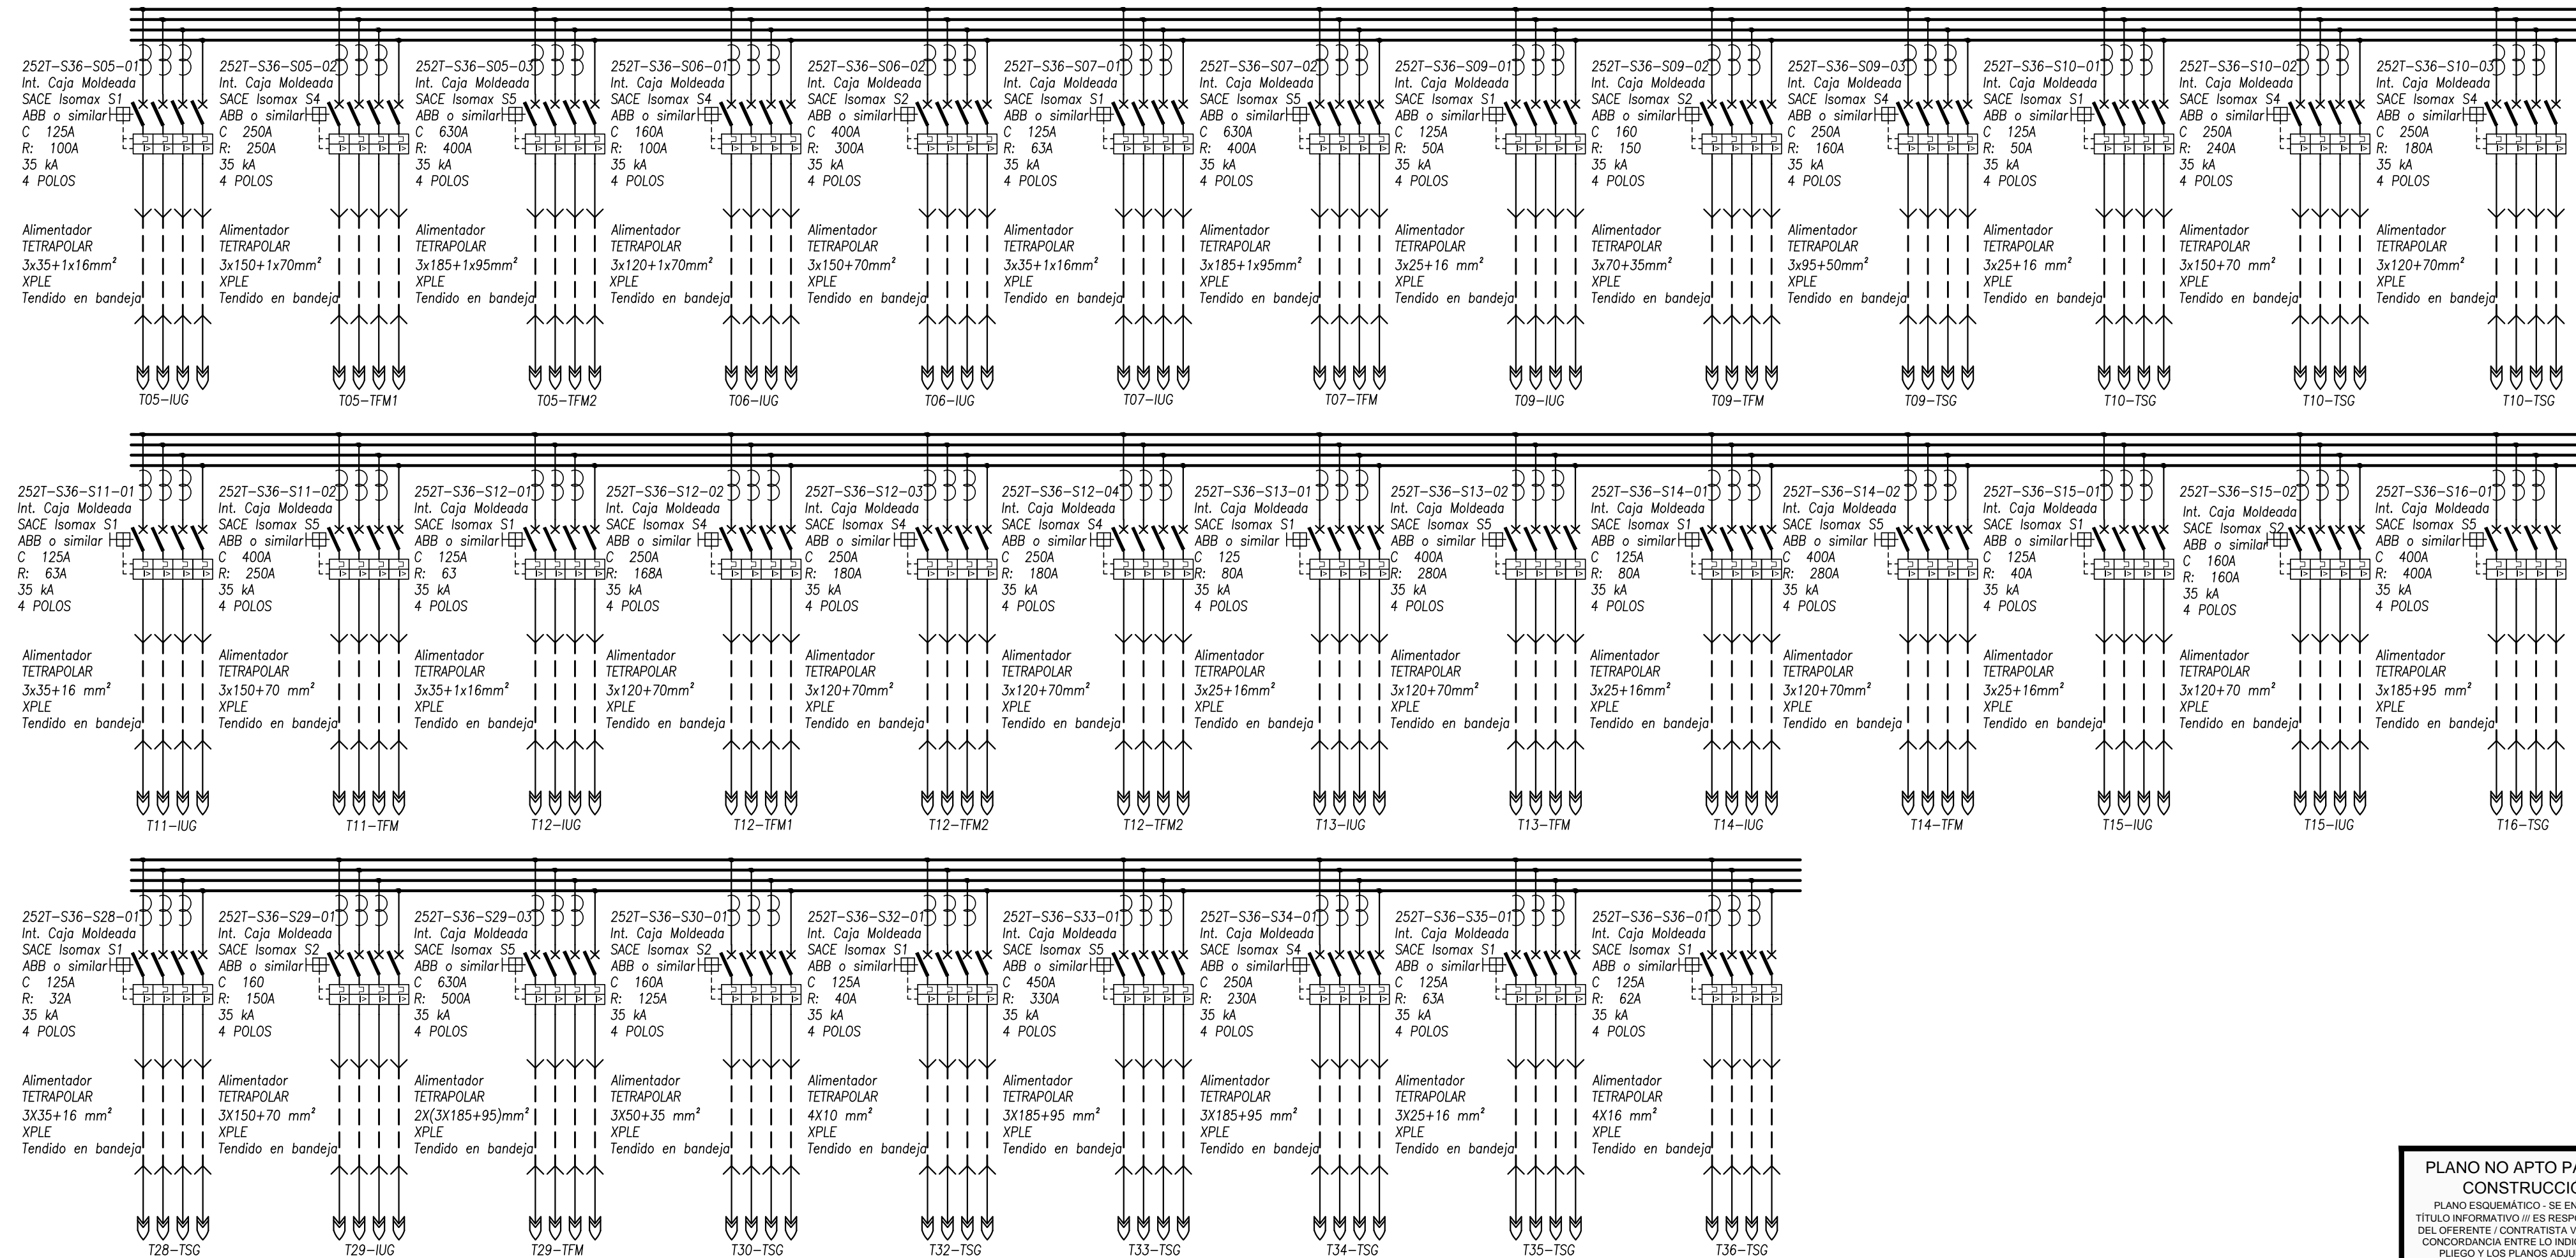 252T-S36-S05-01
Int. Caja Moldeada
SACE Isomax S1
ABB o similar
C 125A
R: 100A
35 kA
4 POLOS
Alimentador
TETRAPOLAR
3x35+1x16mm²
XPLE
Tendido en bandeja
T05-IUG
252T-S36-S05-02
Int. Caja Moldeada
SACE Isomax S4
ABB o similar
C 250A
R: 250A
35 kA
4 POLOS
Alimentador
TETRAPOLAR
3x150+1x70mm²
XPLE
Tendido en bandeja
T05-TFM1
252T-S36-S05-03
Int. Caja Moldeada
SACE Isomax S5
ABB o similar
C 630A
R: 400A
35 kA
4 POLOS
Alimentador
TETRAPOLAR
3x185+1x95mm²
XPLE
Tendido en bandeja
T05-TFM2
252T-S36-S06-01
Int. Caja Moldeada
SACE Isomax S4
ABB o similar
C 160A
R: 100A
35 kA
4 POLOS
Alimentador
TETRAPOLAR
3x120+1x70mm²
XPLE
Tendido en bandeja
T06-IUG
252T-S36-S06-02
Int. Caja Moldeada
SACE Isomax S2
ABB o similar
C 400A
R: 300A
35 kA
4 POLOS
Alimentador
TETRAPOLAR
3x150+70mm²
XPLE
Tendido en bandeja
T06-IUG
252T-S36-S07-01
Int. Caja Moldeada
SACE Isomax S1
ABB o similar
C 125A
R: 63A
35 kA
4 POLOS
Alimentador
TETRAPOLAR
3x35+1x16mm²
XPLE
Tendido en bandeja
T07-IUG
252T-S36-S07-02
Int. Caja Moldeada
SACE Isomax S5
ABB o similar
C 630A
R: 400A
35 kA
4 POLOS
Alimentador
TETRAPOLAR
3x185+1x95mm²
XPLE
Tendido en bandeja
T07-TFM
252T-S36-S09-01
Int. Caja Moldeada
SACE Isomax S1
ABB o similar
C 125A
R: 50A
35 kA
4 POLOS
Alimentador
TETRAPOLAR
3x25+16 mm²
XPLE
Tendido en bandeja
T09-IUG
252T-S36-S09-02
Int. Caja Moldeada
SACE Isomax S2
ABB o similar
C 160
R: 150
35 kA
4 POLOS
Alimentador
TETRAPOLAR
3x70+35mm²
XPLE
Tendido en bandeja
T09-TFM
252T-S36-S09-03
Int. Caja Moldeada
SACE Isomax S4
ABB o similar
C 250A
R: 160A
35 kA
4 POLOS
Alimentador
TETRAPOLAR
3x95+50mm²
XPLE
Tendido en bandeja
T09-TSG
252T-S36-S10-01
Int. Caja Moldeada
SACE Isomax S1
ABB o similar
C 125A
R: 50A
35 kA
4 POLOS
Alimentador
TETRAPOLAR
3x25+16 mm²
XPLE
Tendido en bandeja
T10-TSG
252T-S36-S10-02
Int. Caja Moldeada
SACE Isomax S4
ABB o similar
C 250A
R: 240A
35 kA
4 POLOS
Alimentador
TETRAPOLAR
3x150+70 mm²
XPLE
Tendido en bandeja
T10-TSG
252T-S36-S10-03
Int. Caja Moldeada
SACE Isomax S4
ABB o similar
C 250A
R: 180A
35 kA
4 POLOS
Alimentador
TETRAPOLAR
3x120+70mm²
XPLE
Tendido en bandeja
T10-TSG
252T-S36-S11-01
Int. Caja Moldeada
SACE Isomax S1
ABB o similar
C 125A
R: 63A
35 kA
4 POLOS
Alimentador
TETRAPOLAR
3x35+16 mm²
XPLE
Tendido en bandeja
T11-IUG
252T-S36-S11-02
Int. Caja Moldeada
SACE Isomax S5
ABB o similar
C 400A
R: 250A
35 kA
4 POLOS
Alimentador
TETRAPOLAR
3x150+70 mm²
XPLE
Tendido en bandeja
T11-TFM
252T-S36-S12-01
Int. Caja Moldeada
SACE Isomax S1
ABB o similar
C 125A
R: 63
35 kA
4 POLOS
Alimentador
TETRAPOLAR
3x35+1x16mm²
XPLE
Tendido en bandeja
T12-IUG
252T-S36-S12-02
Int. Caja Moldeada
SACE Isomax S4
ABB o similar
C 250A
R: 168A
35 kA
4 POLOS
Alimentador
TETRAPOLAR
3x120+70mm²
XPLE
Tendido en bandeja
T12-TFM1
252T-S36-S12-03
Int. Caja Moldeada
SACE Isomax S4
ABB o similar
C 250A
R: 180A
35 kA
4 POLOS
Alimentador
TETRAPOLAR
3x120+70mm²
XPLE
Tendido en bandeja
T12-TFM2
252T-S36-S12-04
Int. Caja Moldeada
SACE Isomax S4
ABB o similar
C 250A
R: 180A
35 kA
4 POLOS
Alimentador
TETRAPOLAR
3x120+70mm²
XPLE
Tendido en bandeja
T12-TFM2
252T-S36-S13-01
Int. Caja Moldeada
SACE Isomax S1
ABB o similar
C 125
R: 80A
35 kA
4 POLOS
Alimentador
TETRAPOLAR
3x25+16mm²
XPLE
Tendido en bandeja
T13-IUG
252T-S36-S13-02
Int. Caja Moldeada
SACE Isomax S5
ABB o similar
C 400A
R: 280A
35 kA
4 POLOS
Alimentador
TETRAPOLAR
3x120+70mm²
XPLE
Tendido en bandeja
T13-TFM
252T-S36-S14-01
Int. Caja Moldeada
SACE Isomax S1
ABB o similar
C 125A
R: 80A
35 kA
4 POLOS
Alimentador
TETRAPOLAR
3x25+16mm²
XPLE
Tendido en bandeja
T14-IUG
252T-S36-S14-02
Int. Caja Moldeada
SACE Isomax S5
ABB o similar
C 400A
R: 280A
35 kA
4 POLOS
Alimentador
TETRAPOLAR
3x120+70mm²
XPLE
Tendido en bandeja
T14-TFM
252T-S36-S15-01
Int. Caja Moldeada
SACE Isomax S1
ABB o similar
C 125A
R: 40A
35 kA
4 POLOS
Alimentador
TETRAPOLAR
3x25+16mm²
XPLE
Tendido en bandeja
T15-IUG
252T-S36-S15-02
Int. Caja Moldeada
SACE Isomax S2
ABB o similar
C 160A
R: 160A
35 kA
4 POLOS
Alimentador
TETRAPOLAR
3x120+70 mm²
XPLE
Tendido en bandeja
T15-IUG
252T-S36-S16-01
Int. Caja Moldeada
SACE Isomax S5
ABB o similar
C 400A
R: 400A
35 kA
4 POLOS
Alimentador
TETRAPOLAR
3x185+95 mm²
XPLE
Tendido en bandeja
T16-TSG
252T-S36-S28-01
Int. Caja Moldeada
SACE Isomax S1
ABB o similar
C 125A
R: 32A
35 kA
4 POLOS
Alimentador
TETRAPOLAR
3X35+16 mm²
XPLE
Tendido en bandeja
T28-TSG
252T-S36-S29-01
Int. Caja Moldeada
SACE Isomax S2
ABB o similar
C 160
R: 150A
35 kA
4 POLOS
Alimentador
TETRAPOLAR
3X150+70 mm²
XPLE
Tendido en bandeja
T29-IUG
252T-S36-S29-03
Int. Caja Moldeada
SACE Isomax S5
ABB o similar
C 630A
R: 500A
35 kA
4 POLOS
Alimentador
TETRAPOLAR
2X(3X185+95)mm²
XPLE
Tendido en bandeja
T29-TFM
252T-S36-S30-01
Int. Caja Moldeada
SACE Isomax S2
ABB o similar
C 160A
R: 125A
35 kA
4 POLOS
Alimentador
TETRAPOLAR
3X50+35 mm²
XPLE
Tendido en bandeja
T30-TSG
252T-S36-S32-01
Int. Caja Moldeada
SACE Isomax S1
ABB o similar
C 125A
R: 40A
35 kA
4 POLOS
Alimentador
TETRAPOLAR
4X10 mm²
XPLE
Tendido en bandeja
T32-TSG
252T-S36-S33-01
Int. Caja Moldeada
SACE Isomax S5
ABB o similar
C 450A
R: 330A
35 kA
4 POLOS
Alimentador
TETRAPOLAR
3X185+95 mm²
XPLE
Tendido en bandeja
T33-TSG
252T-S36-S34-01
Int. Caja Moldeada
SACE Isomax S4
ABB o similar
C 250A
R: 230A
35 kA
4 POLOS
Alimentador
TETRAPOLAR
3X185+95 mm²
XPLE
Tendido en bandeja
T34-TSG
252T-S36-S35-01
Int. Caja Moldeada
SACE Isomax S1
ABB o similar
C 125A
R: 63A
35 kA
4 POLOS
Alimentador
TETRAPOLAR
3X25+16 mm²
XPLE
Tendido en bandeja
T35-TSG
252T-S36-S36-01
Int. Caja Moldeada
SACE Isomax S1
ABB o similar
C 125A
R: 62A
35 kA
4 POLOS
Alimentador
TETRAPOLAR
4X16 mm²
XPLE
Tendido en bandeja
T36-TSG
PLANO NO APTO
PLANO ESQUEMÁTICO - SE
TÍTULO INFORMATIVO /// ES
DEL OFERENTE / CONTRATISTA
CONCORDANCIA ENTRE LO
PLIEGO Y LOS PLANOS